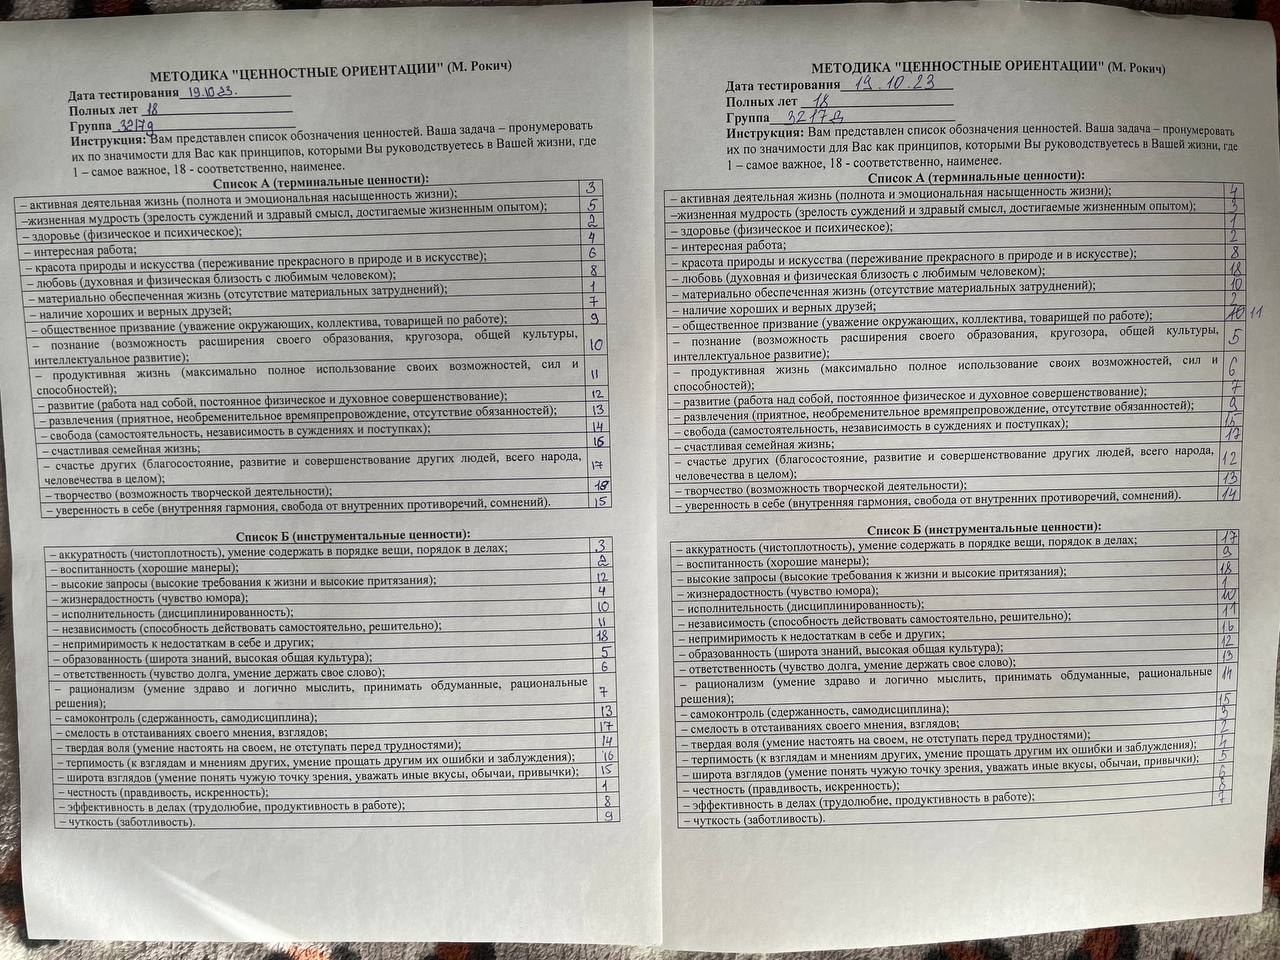 МЕТОДИКА "ЦЕННОСТНЫЕ ОРИЕНТАЦИИ" (М. Рокич)
Дата тестирования 19.10.23.
Полных лет 18
Группа 3217д
Инструкция: Вам представлен список обозначения ценностей. Ваша задача – пронумеровать
их по значимости для Вас как принципов, которыми Вы руководствуетесь в Вашей жизни, где
1 – самое важное, 18 - соответственно, наименее.
Список А (терминальные ценности):
– активная деятельная жизнь (полнота и эмоциональная насыщенность жизни); 3
–жизненная мудрость (зрелость суждений и здравый смысл, достигаемые жизненным опытом); 5
– здоровье (физическое и психическое); 2
– интересная работа; 4
– красота природы и искусства (переживание прекрасного в природе и в искусстве); 6
– любовь (духовная и физическая близость с любимым человеком); 8
– материально обеспеченная жизнь (отсутствие материальных затруднений); 1
– наличие хороших и верных друзей; 7
– общественное призвание (уважение окружающих, коллектива, товарищей по работе); 9
– познание (возможность расширения своего образования, кругозора, общей культуры,
интеллектуальное развитие); 10
– продуктивная жизнь (максимально полное использование своих возможностей, сил и
способностей); 11
– развитие (работа над собой, постоянное физическое и духовное совершенствование); 12
– развлечения (приятное, необременительное времяпрепровождение, отсутствие обязанностей); 13
– свобода (самостоятельность, независимость в суждениях и поступках); 14
– счастливая семейная жизнь; 16
– счастье других (благосостояние, развитие и совершенствование других людей, всего народа,
человечества в целом); 17
– творчество (возможность творческой деятельности); 18
– уверенность в себе (внутренняя гармония, свобода от внутренних противоречий, сомнений). 15
Список Б (инструментальные ценности):
– аккуратность (чистоплотность), умение содержать в порядке вещи, порядок в делах; 3
– воспитанность (хорошие манеры); 2
– высокие запросы (высокие требования к жизни и высокие притязания); 12
– жизнерадостность (чувство юмора); 4
– исполнительность (дисциплинированность); 10
– независимость (способность действовать самостоятельно, решительно); 11
– непримиримость к недостаткам в себе и других; 18
– образованность (широта знаний, высокая общая культура); 5
– ответственность (чувство долга, умение держать свое слово); 6
– рационализм (умение здраво и логично мыслить, принимать обдуманные, рациональные
решения); 7
– самоконтроль (сдержанность, самодисциплина); 13
– смелость в отстаиваниях своего мнения, взглядов; 17
– твердая воля (умение настоять на своем, не отступать перед трудностями); 14
– терпимость (к взглядам и мнениям других, умение прощать другим их ошибки и заблуждения); 16
– широта взглядов (умение понять чужую точку зрения, уважать иные вкусы, обычаи, привычки); 15
– честность (правдивость, искренность); 1
– эффективность в делах (трудолюбие, продуктивность в работе); 8
– чуткость (заботливость). 9
МЕТОДИКА "ЦЕННОСТНЫЕ ОРИЕНТАЦИИ" (М. Рокич)
Дата тестирования 19.10.23
Полных лет 18
Группа 3217Д
Инструкция: Вам представлен список обозначения ценностей. Ваша задача – пронумеровать
их по значимости для Вас как принципов, которыми Вы руководствуетесь в Вашей жизни, где
1 – самое важное, 18 - соответственно, наименее.
Список А (терминальные ценности):
– активная деятельная жизнь (полнота и эмоциональная насыщенность жизни); 4
–жизненная мудрость (зрелость суждений и здравый смысл, достигаемые жизненным опытом); 3
– здоровье (физическое и психическое); 1
– интересная работа; 2
– красота природы и искусства (переживание прекрасного в природе и в искусстве); 8
– любовь (духовная и физическая близость с любимым человеком); 18
– материально обеспеченная жизнь (отсутствие материальных затруднений); 10
– наличие хороших и верных друзей; 2
– общественное призвание (уважение окружающих, коллектива, товарищей по работе); 11
– познание (возможность расширения своего образования, кругозора, общей культуры,
интеллектуальное развитие); 5
– продуктивная жизнь (максимально полное использование своих возможностей, сил и
способностей); 6
– развитие (работа над собой, постоянное физическое и духовное совершенствование); 7
– развлечения (приятное, необременительное времяпрепровождение, отсутствие обязанностей); 9
– свобода (самостоятельность, независимость в суждениях и поступках); 15
– счастливая семейная жизнь; 17
– счастье других (благосостояние, развитие и совершенствование других людей, всего народа,
человечества в целом); 12
– творчество (возможность творческой деятельности); 13
– уверенность в себе (внутренняя гармония, свобода от внутренних противоречий, сомнений). 14
Список Б (инструментальные ценности):
– аккуратность (чистоплотность), умение содержать в порядке вещи, порядок в делах; 17
– воспитанность (хорошие манеры); 9
– высокие запросы (высокие требования к жизни и высокие притязания); 18
– жизнерадостность (чувство юмора); 1
– исполнительность (дисциплинированность); 10
– независимость (способность действовать самостоятельно, решительно); 11
– непримиримость к недостаткам в себе и других; 16
– образованность (широта знаний, высокая общая культура); 12
– ответственность (чувство долга, умение держать свое слово); 13
– рационализм (умение здраво и логично мыслить, принимать обдуманные, рациональные
решения); 14
– самоконтроль (сдержанность, самодисциплина); 15
– смелость в отстаиваниях своего мнения, взглядов; 3
– твердая воля (умение настоять на своем, не отступать перед трудностями); 2
– терпимость (к взглядам и мнениям других, умение прощать другим их ошибки и заблуждения); 4
– широта взглядов (умение понять чужую точку зрения, уважать иные вкусы, обычаи, привычки); 5
– честность (правдивость, искренность); 6
– эффективность в делах (трудолюбие, продуктивность в работе); 8
– чуткость (заботливость). 7